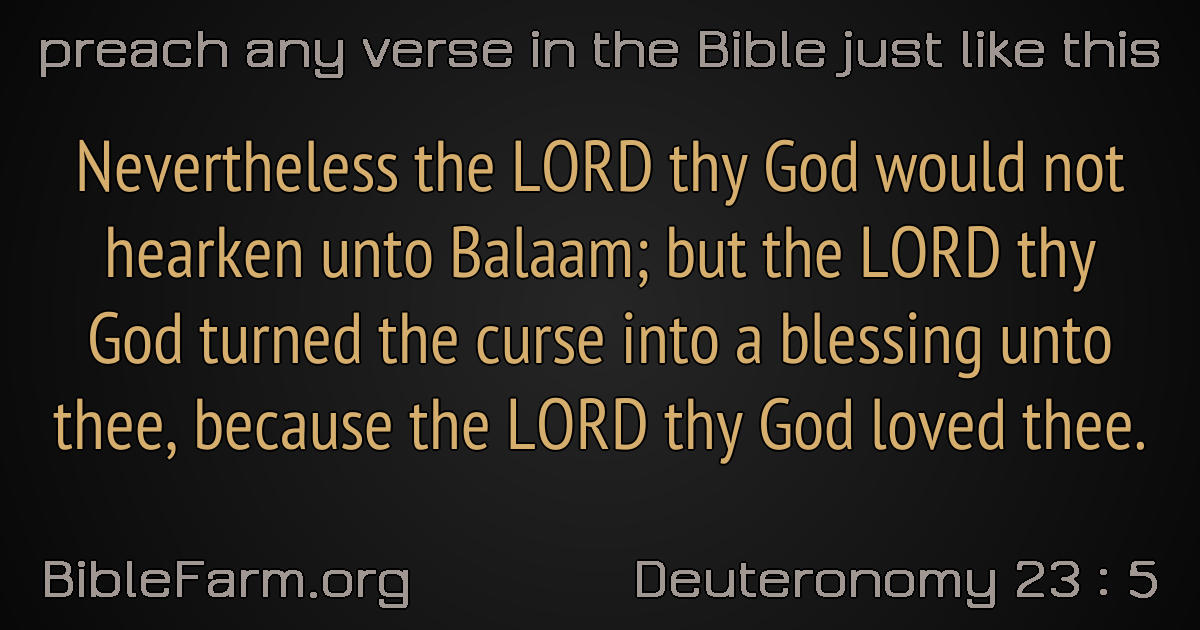 preach any verse in the Bible just like this
Nevertheless the LORD thy God would not
hearken unto Balaam; but the LORD thy
God turned the curse into a blessing unto
thee, because the LORD thy God loved thee.
BibleFarm.org
Deuteronomy 23 : 5